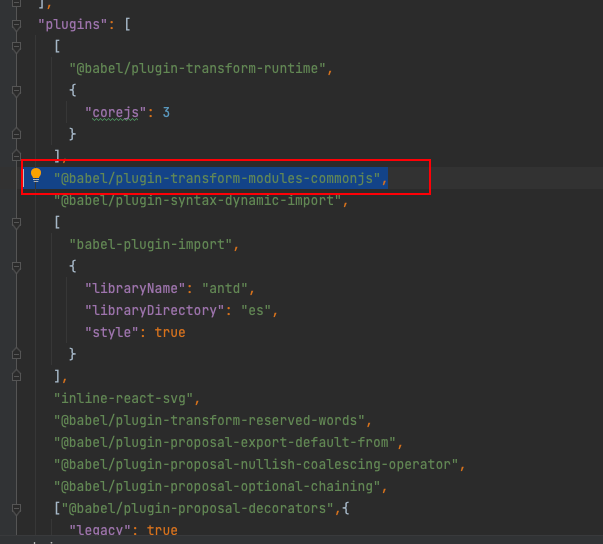 ],
"plugins": [
[
"@babel/plugin-transform-runtime",
{
"corejs": 3
}
],
"@babel/plugin-transform-modules-commonjs",
"@babel/plugin-syntax-dynamic-import",
[
"babel-plugin-import",
{
"libraryName": "antd",
"libraryDirectory": "es",
"style": true
}
],
"inline-react-svg",
"@babel/plugin-transform-reserved-words",
"@babel/plugin-proposal-export-default-from",
"@babel/plugin-proposal-nullish-coalescing-operator",
"@babel/plugin-proposal-optional-chaining",
["@babel/plugin-proposal-decorators",{
"legacy": true